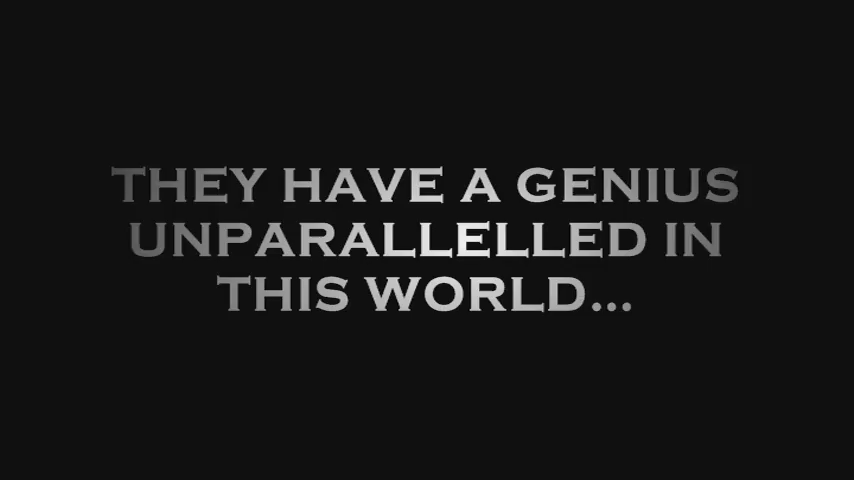 THEY HAVE A GENIUS
UNPARALLELLED IN
THIS WORLD...